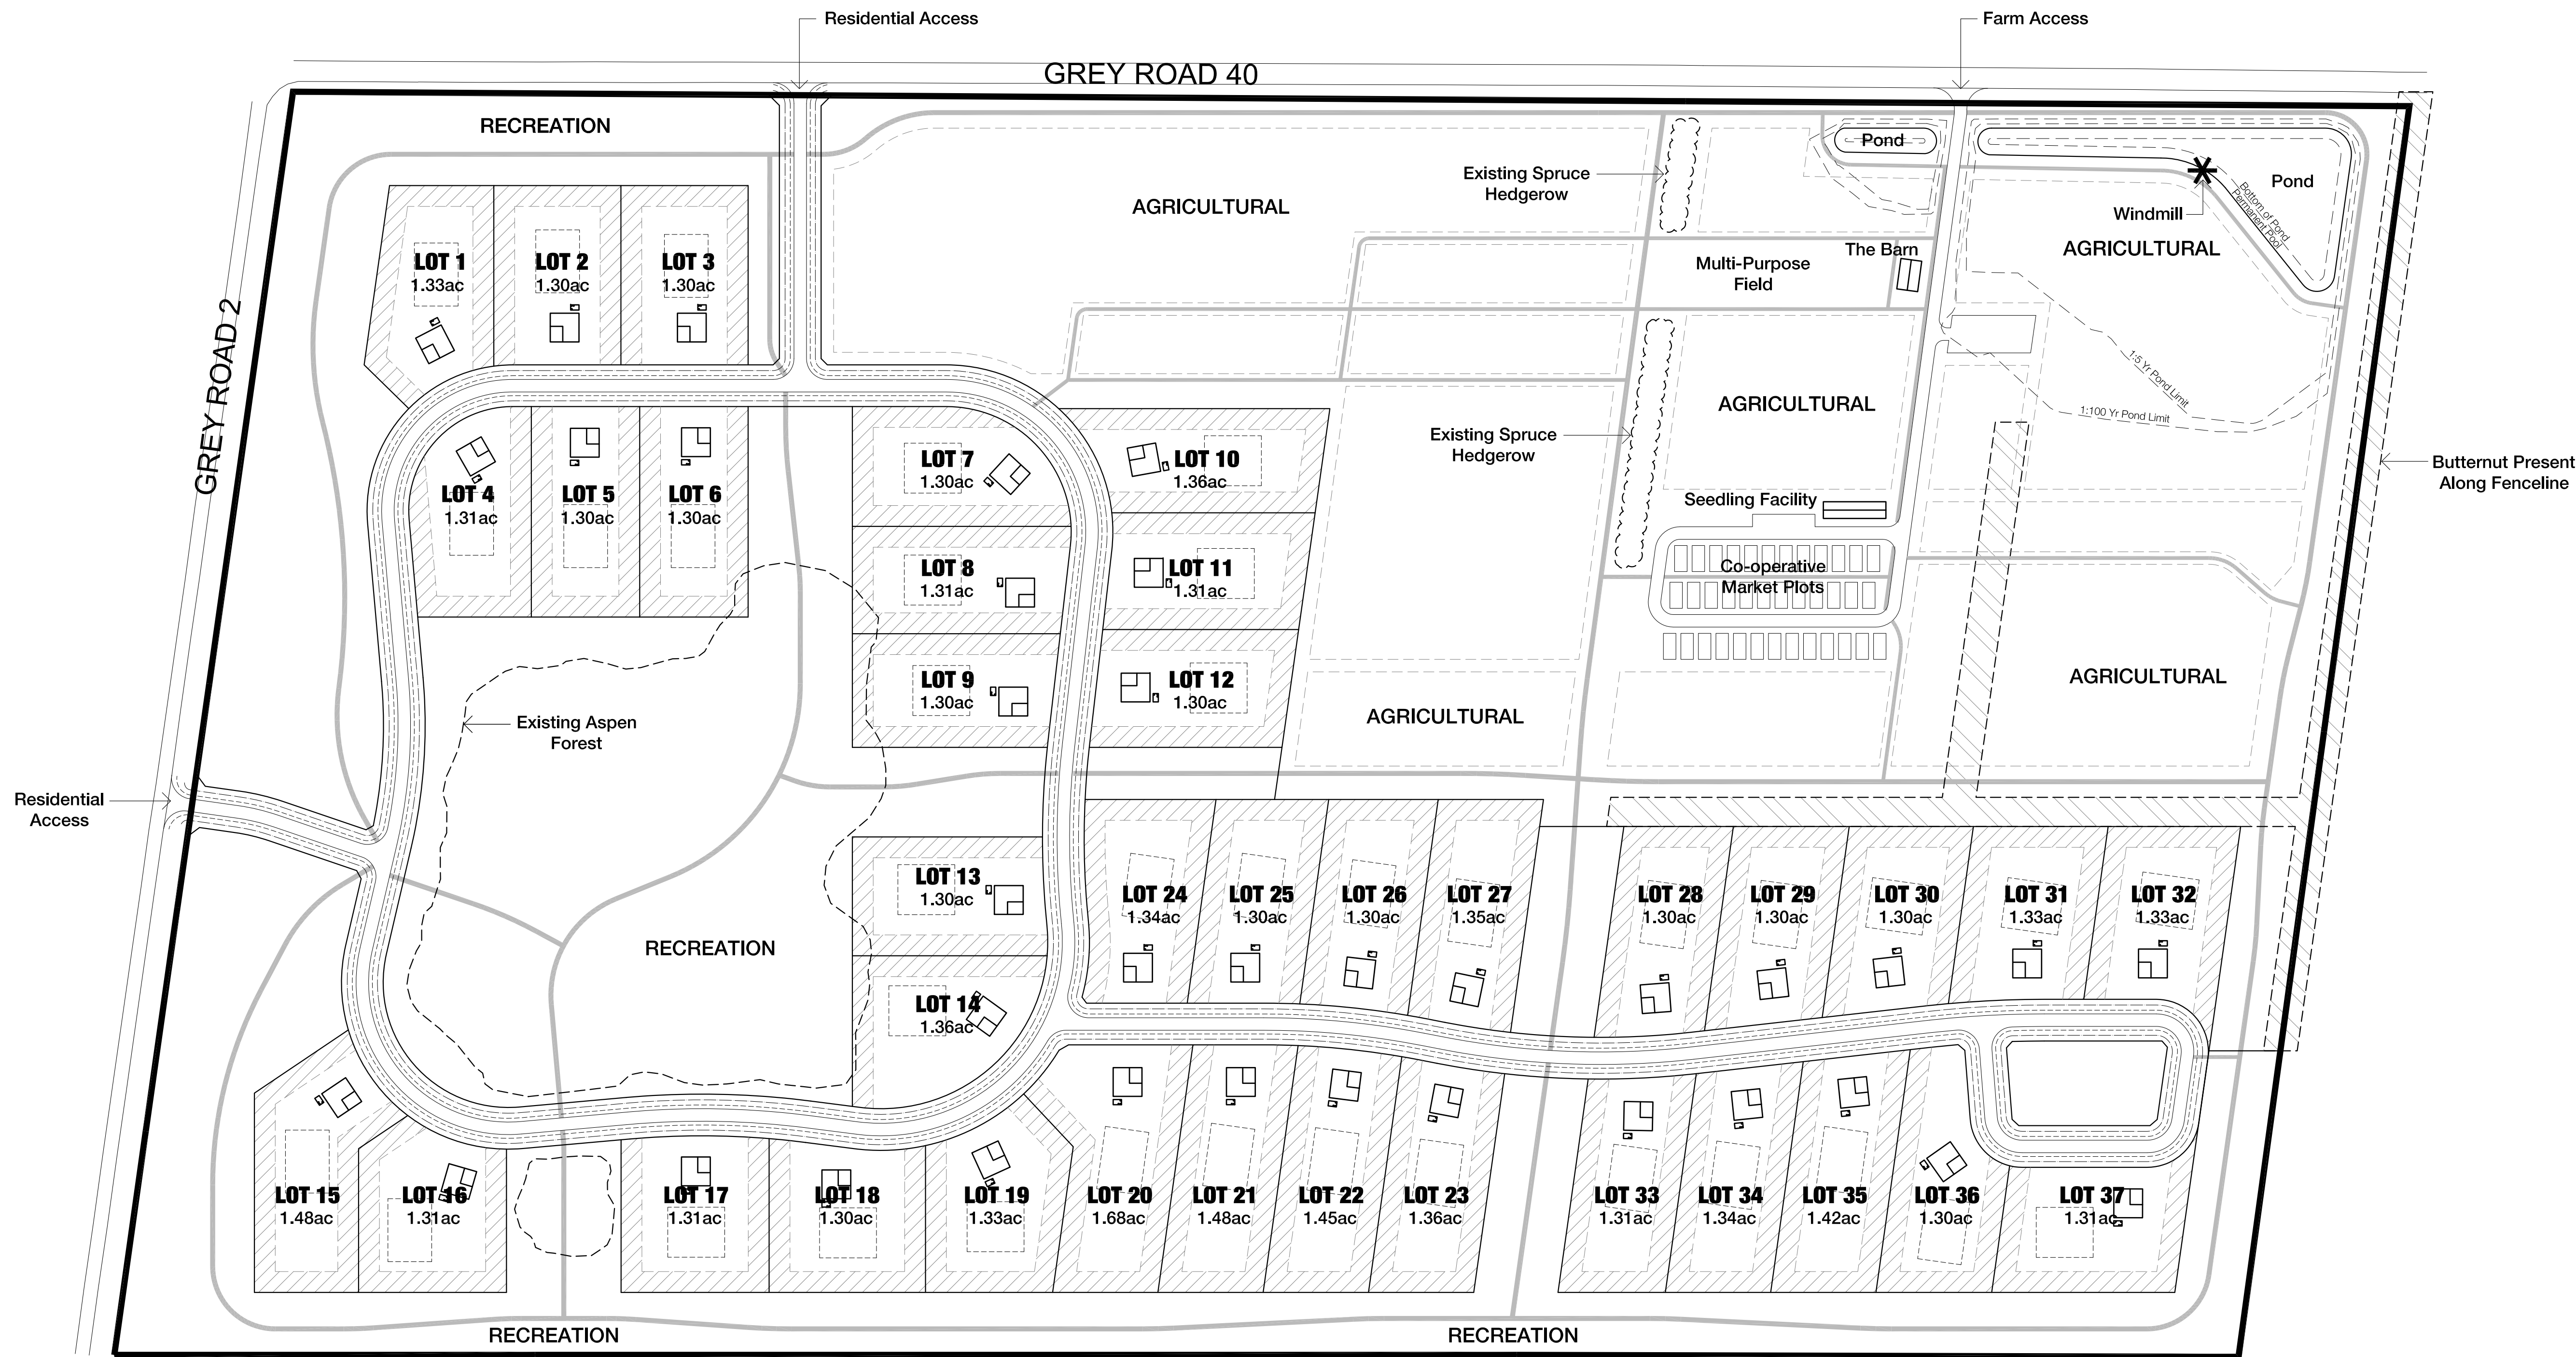 Residential Access
Farm Access
GREY ROAD 40
RECREATION
Pond
Existing Spruce
Hedgerow
Pond
AGRICULTURAL
Windmill
Bottom of Pond
Permanent Pool
AGRICULTURAL
The Barn
Multi-Purpose
Field
LOT 1
1.33ac
LOT 2
1.30ac
LOT 3
1.30ac
GREY ROAD 2
1:5 Yr Pond Limit
1:100 Yr Pond Limit
AGRICULTURAL
Existing Spruce
Hedgerow
Butternut Present
Along Fenceline
LOT 4
1.31ac
LOT 5
1.30ac
LOT 6
1.30ac
LOT 7
1.30ac
LOT 10
1.36ac
Seedling Facility
LOT 8
1.31ac
LOT 11
1.31ac
Co-operative
Market Plots
LOT 9
1.30ac
LOT 12
1.30ac
AGRICULTURAL
AGRICULTURAL
Existing Aspen
Forest
Residential
Access
LOT 13
1.30ac
LOT 24
1.34ac
LOT 25
1.30ac
LOT 26
1.30ac
LOT 27
1.35ac
LOT 28
1.30ac
LOT 29
1.30ac
LOT 30
1.30ac
LOT 31
1.33ac
LOT 32
1.33ac
RECREATION
LOT 14
1.36ac
LOT 15
1.48ac
LOT 16
1.31ac
LOT 17
1.31ac
LOT 18
1.30ac
LOT 19
1.33ac
LOT 20
1.68ac
LOT 21
1.48ac
LOT 22
1.45ac
LOT 23
1.36ac
LOT 33
1.31ac
LOT 34
1.34ac
LOT 35
1.42ac
LOT 36
1.30ac
LOT 37
1.31ac
RECREATION
RECREATION